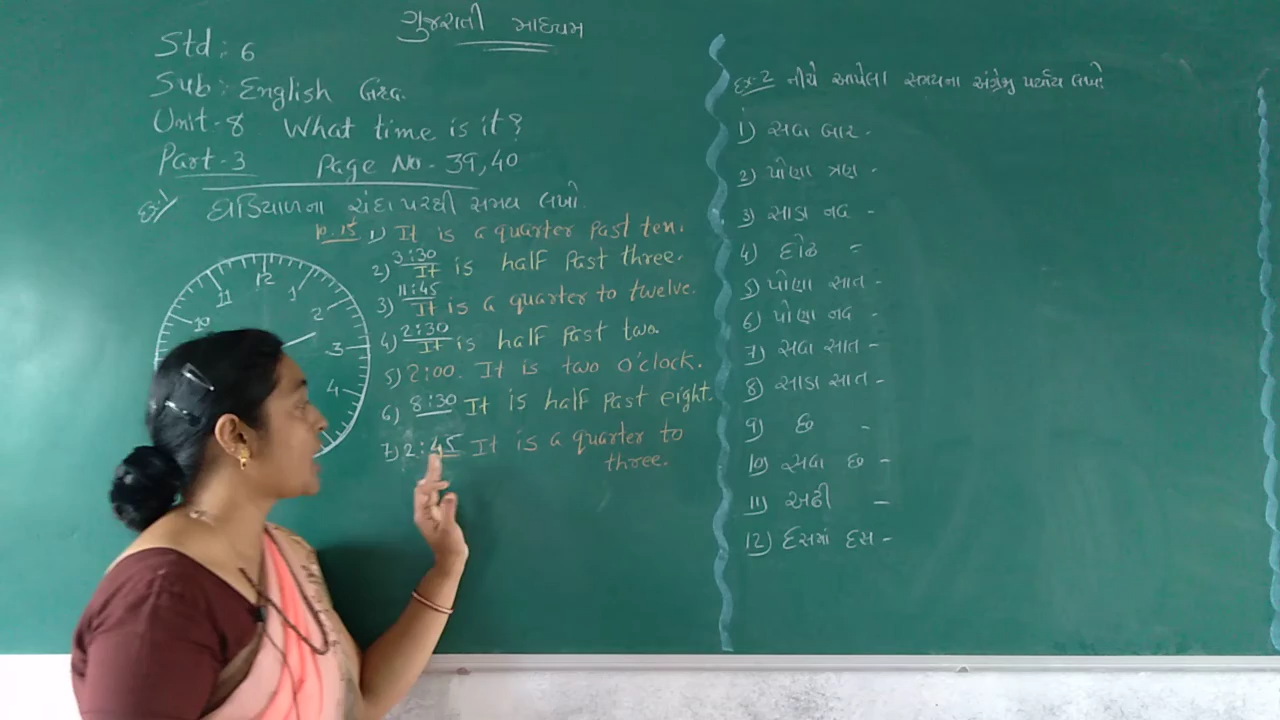 ગુજરાતી માધ્યમ
Std : 6
Sub : English
Unit - 8 What time is it?
Part - 3 Page No - 39,40
ઘડિયાળના ચંદા પરથી સમય લખો.
10.15 1) It is a quarter past ten.
2) 3:30 It is half past three.
3) 11:45 It is a quarter to twelve.
4) 2:30 It is half past two.
5) 2:00. It is two o'clock.
6) 8:30 It is half past eight.
7) 2:45 It is a quarter to
three.
12
11
1
10
2
3
4
પ્ર-2 નીચે આપેલા સમયના અંગ્રેજી પર્યાય લખો
1) સવા બાર -
2) પોણા ત્રણ -
3) સાડા નવ -
4) દોઢ -
5) પોણા સાત -
6) પોણા નવ -
7) સવા સાત -
8) સાડા સાત -
9) છ -
10) સવા છ -
11) અઢી -
12) દસમાં દસ -